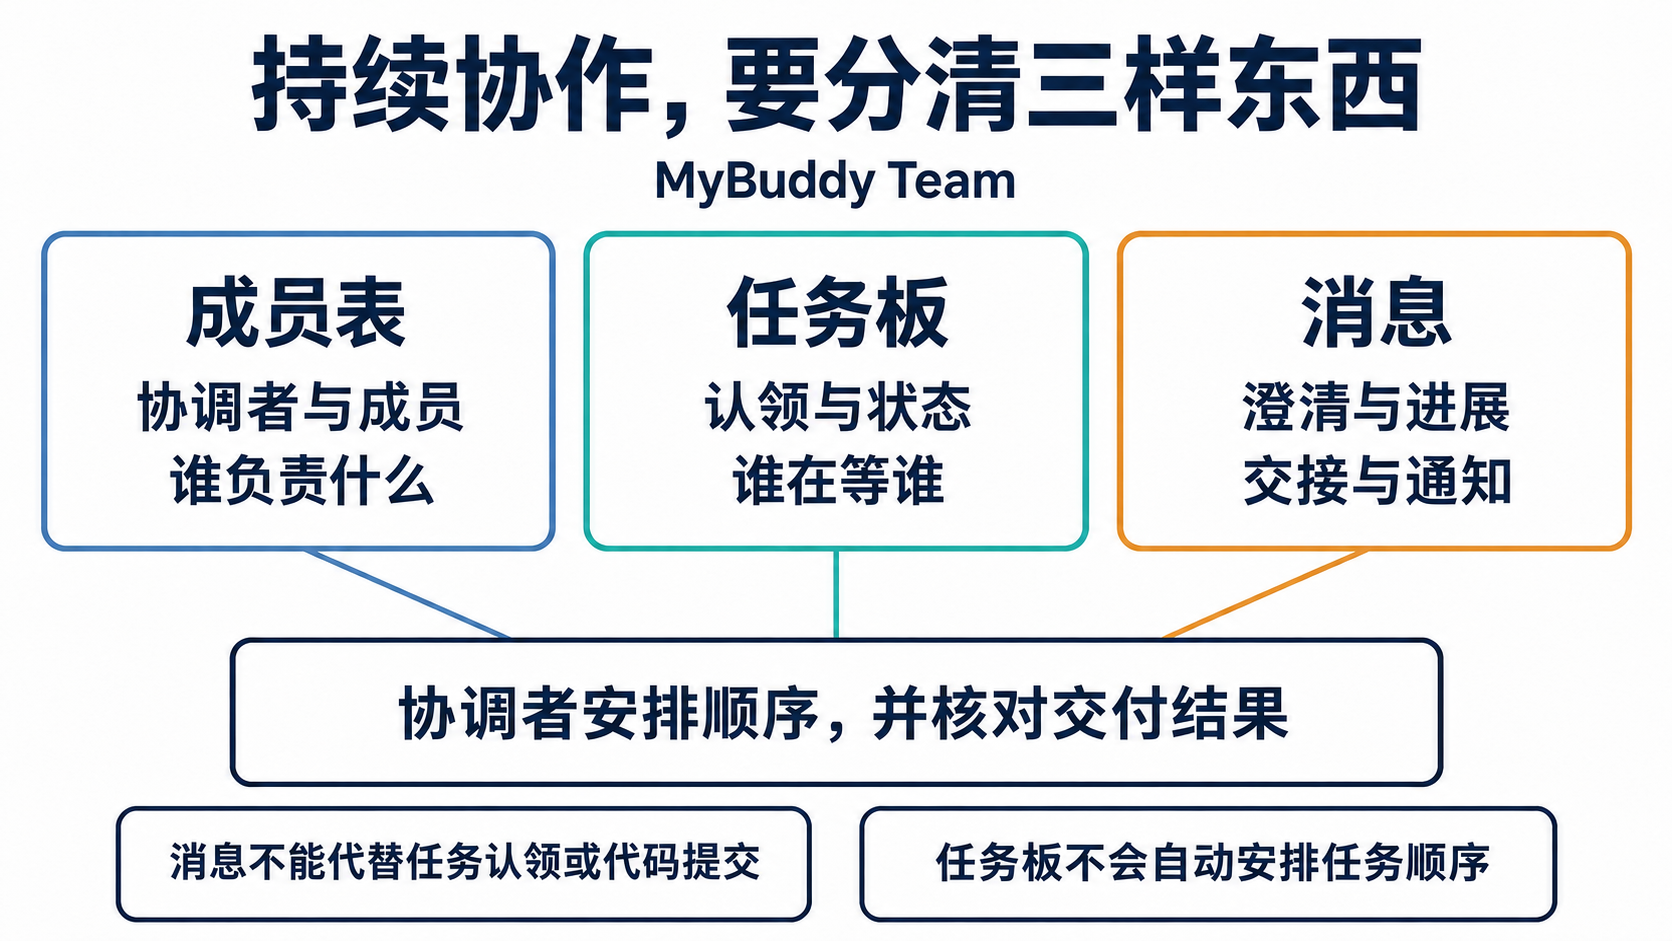 持续协作，要分清三样东西
MyBuddy Team
成员表
协调者与成员
谁负责什么
任务板
认领与状态
谁在等谁
消息
澄清与进展
交接与通知
协调者安排顺序，并核对交付结果
消息不能代替任务认领或代码提交
任务板不会自动安排任务顺序